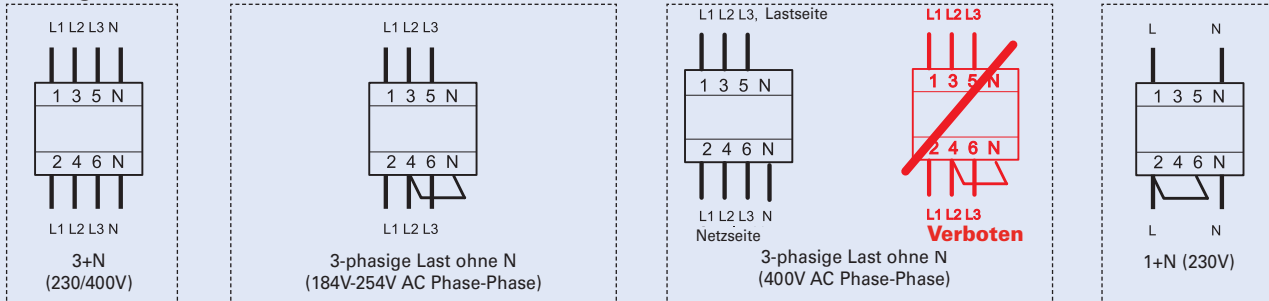 L1 L2 L3 N
1 3 5 N
2 4 6 N
L1 L2 L3 N
3+N
(230/400V)
L1 L2 L3
1 3 5 N
2 4 6 N
L1 L2 L3
3-phasige Last ohne N
(184V-254V AC Phase-Phase)
L1 L2 L3, Lastseite
1 3 5 N
2 4 6 N
L1 L2 L3 N
Netzseite
L1 L2 L3
1 3 5 N
2 4 6 N
L1 L2 L3
Verboten
3-phasige Last ohne N
(400V AC Phase-Phase)
L N
1 3 5 N
2 4 6 N
L N
1+N (230V)